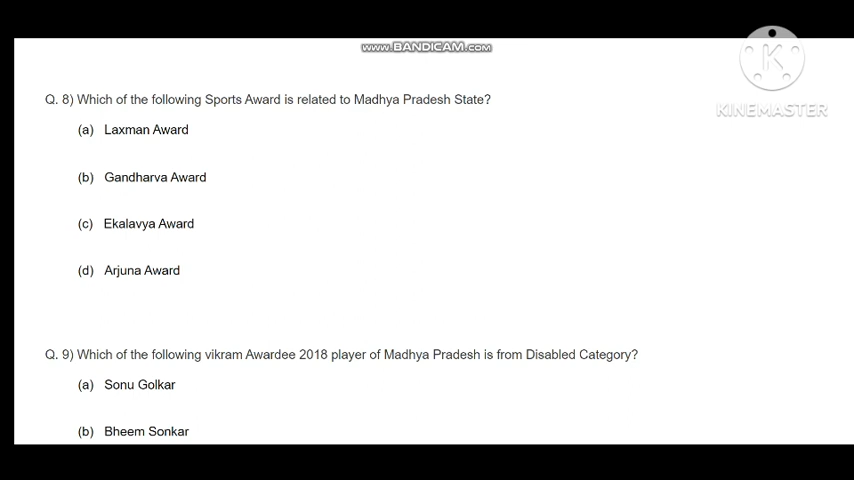 www.BANDICAM.com
KINEMASTER
Q. 8) Which of the following Sports Award is related to Madhya Pradesh State?
(a) Laxman Award
(b) Gandharva Award
(c) Ekalavya Award
(d) Arjuna Award
Q. 9) Which of the following vikram Awardee 2018 player of Madhya Pradesh is from Disabled Category?
(a) Sonu Golkar
(b) Bheem Sonkar